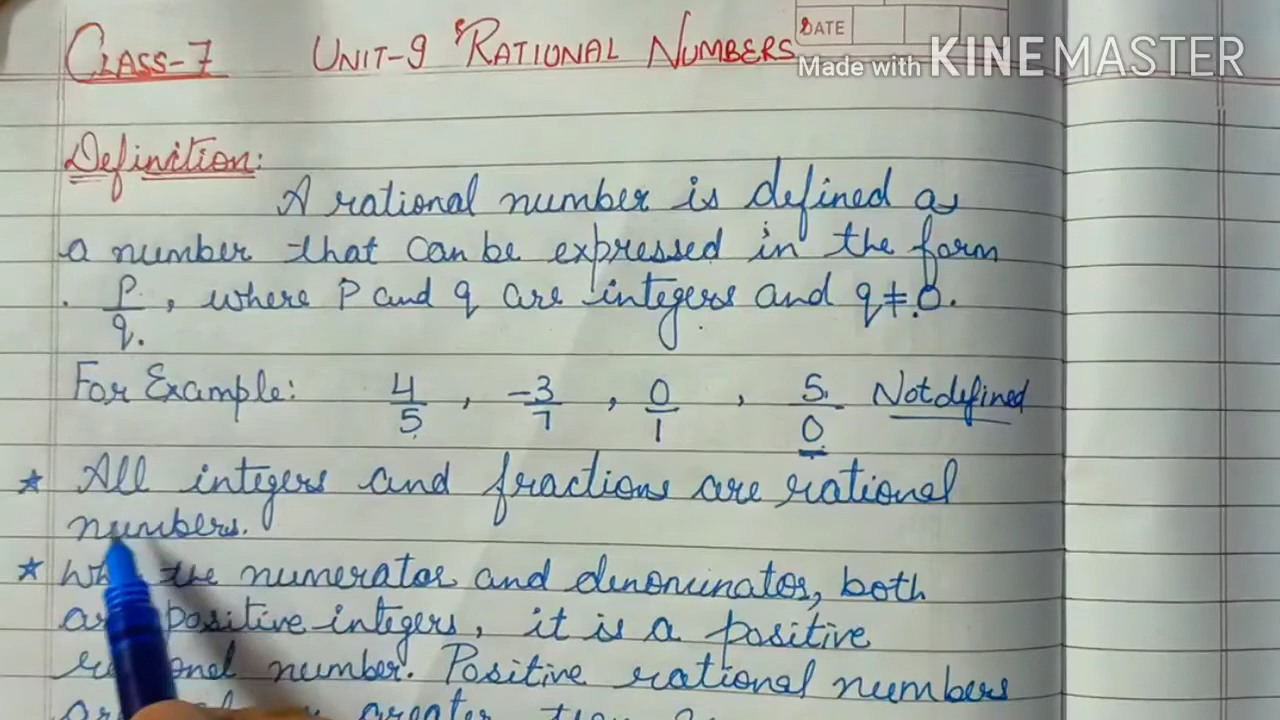 CLASS-7 UNIT-9 RATIONAL NUMBERS
DATE
Made with KINEMASTER
Definition:
A rational number is defined as
a number that can be expressed in the form
P/q, where P and q are integers and q≠0.
For Example: 4/5, -3/7, 0/1, 5/0 Not defined
★ All integers and fractions are rational
numbers.
★ the numerator and denominator, both
positive integers, it is a positive
number. Positive rational numbers
greater